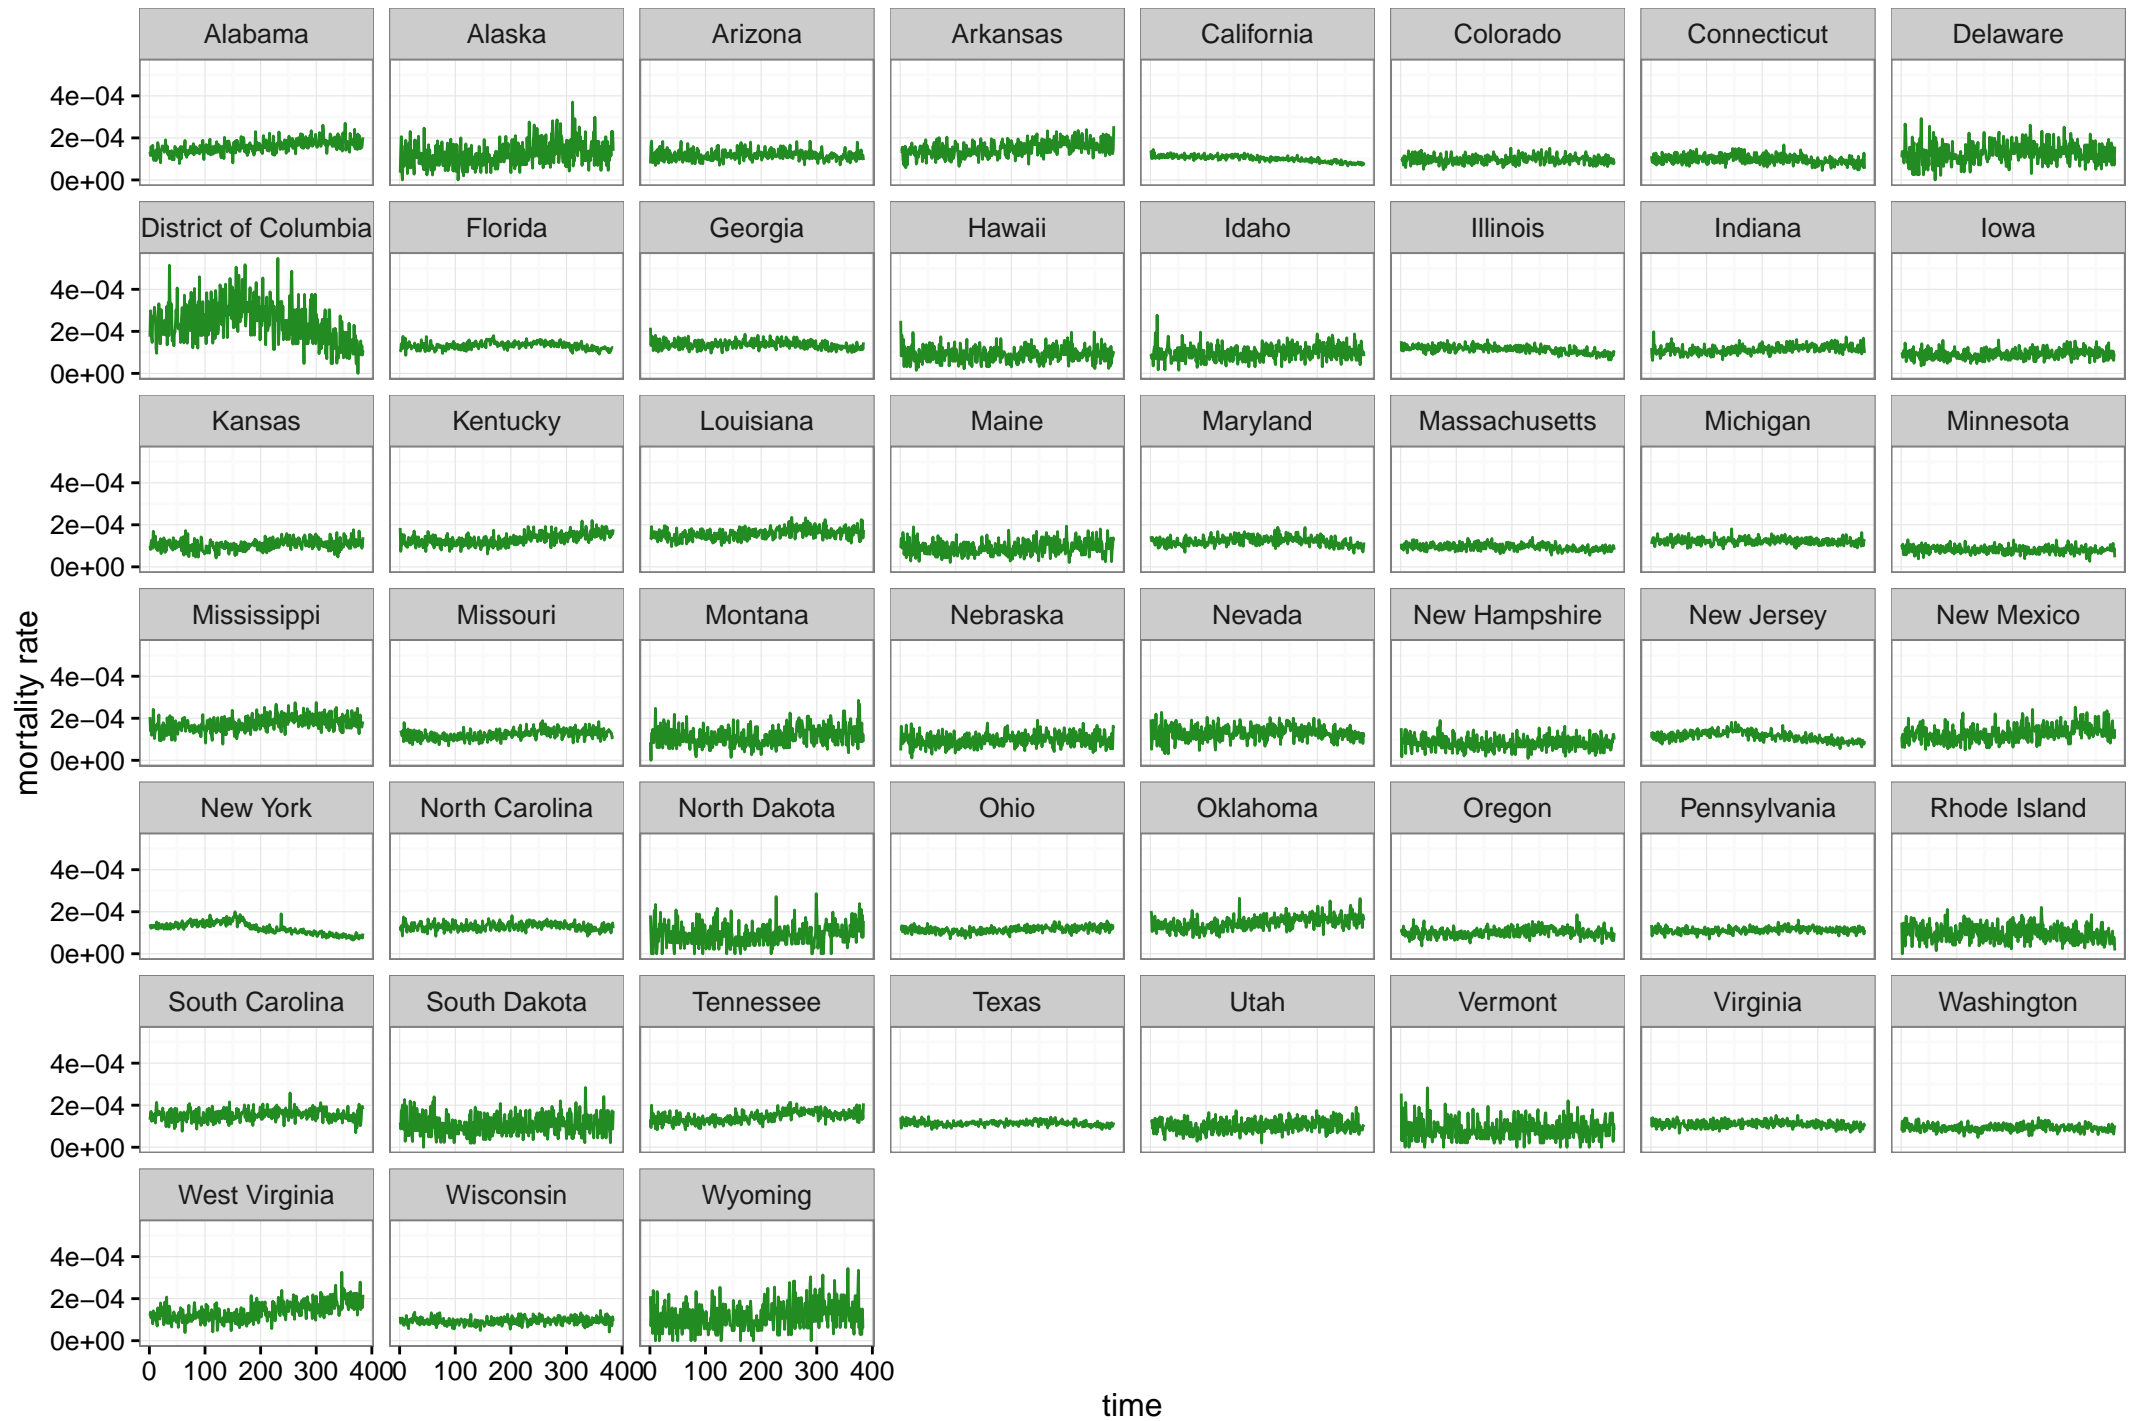 Alabama Alaska Arizona Arkansas California Colorado Connecticut Delaware
4e−04
2e−04
0e+00
District of Columbia Florida Georgia Hawaii Idaho Illinois Indiana Iowa
4e−04
2e−04
0e+00
Kansas Kentucky Louisiana Maine Maryland Massachusetts Michigan Minnesota
4e−04
2e−04
0e+00
Mississippi Missouri Montana Nebraska Nevada New Hampshire New Jersey New Mexico
4e−04
2e−04
0e+00
mortality rate
New York North Carolina North Dakota Ohio Oklahoma Oregon Pennsylvania Rhode Island
4e−04
2e−04
0e+00
South Carolina South Dakota Tennessee Texas Utah Vermont Virginia Washington
4e−04
2e−04
0e+00
West Virginia Wisconsin Wyoming
4e−04
2e−04
0e+00
0 100 200 300 400 0 100 200 300 400 0 100 200 300 400
time